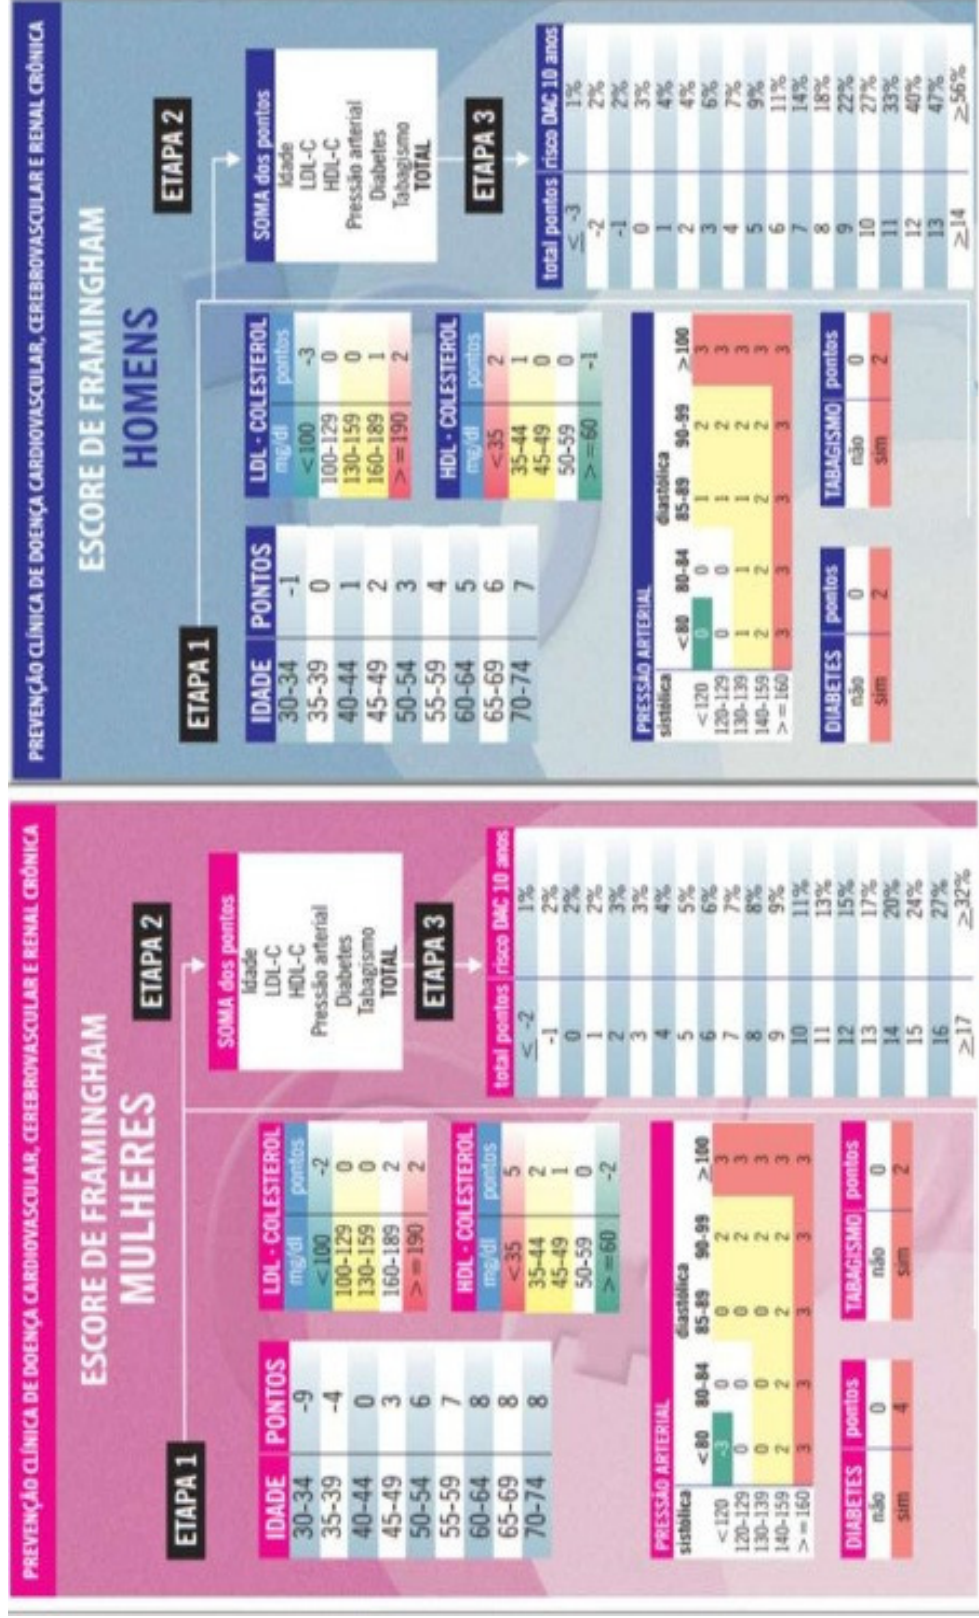 PREVENÇÃO CLÍNICA DE DOENÇA CARDIOVASCULAR, CEREBROVASCULAR E RENAL CRÔNICA
ESCORE DE FRAMINGHAM
MULHERES
ETAPA 1
IDADE PONTOS
30-34 -9
35-39 -4
40-44 0
45-49 3
50-54 6
55-59 7
60-64 8
65-69 8
70-74 8
LDL - COLESTEROL
mg/dl pontos
<100 -2
100-129 0
130-159 0
160-189 2
>=190 2
HDL - COLESTEROL
mg/dl pontos
<35 5
35-44 2
45-49 1
50-59 0
>=60 -2
PRESSÃO ARTERIAL
sistólica diastólica
<80 80-84 85-89 90-99 ≥100
<120 -3 0 0 2 3
120-129 0 0 0 2 3
130-139 0 0 0 2 3
140-159 2 2 2 2 3
>=160 3 3 3 3 3
DIABETES pontos
não 0
sim 4
TABAGISMO pontos
não 0
sim 2
ETAPA 2
SOMA dos pontos
Idade
LDL-C
HDL-C
Pressão arterial
Diabetes
Tabagismo
TOTAL
ETAPA 3
total pontos risco DAC 10 anos
≤ -2 1%
-1 2%
0 2%
1 2%
2 3%
3 3%
4 4%
5 5%
6 6%
7 7%
8 8%
9 9%
10 11%
11 13%
12 15%
13 17%
14 20%
15 24%
16 27%
≥17 ≥32%
PREVENÇÃO CLÍNICA DE DOENÇA CARDIOVASCULAR, CEREBROVASCULAR E RENAL CRÔNICA
ESCORE DE FRAMINGHAM
HOMENS
ETAPA 1
IDADE PONTOS
30-34 -1
35-39 0
40-44 1
45-49 2
50-54 3
55-59 4
60-64 5
65-69 6
70-74 7
LDL - COLESTEROL
mg/dl pontos
<100 -3
100-129 0
130-159 0
160-189 1
>=190 2
HDL - COLESTEROL
mg/dl pontos
<35 2
35-44 1
45-49 0
50-59 0
>=60 -1
PRESSÃO ARTERIAL
sistólica diastólica
<80 80-84 85-89 90-99 ≥100
<120 0 0 1 2 3
120-129 0 0 1 2 3
130-139 1 1 1 2 3
140-159 2 2 2 2 3
>=160 3 3 3 3 3
DIABETES pontos
não 0
sim 2
TABAGISMO pontos
não 0
sim 2
ETAPA 2
SOMA dos pontos
Idade
LDL-C
HDL-C
Pressão arterial
Diabetes
Tabagismo
TOTAL
ETAPA 3
total pontos risco DAC 10 anos
≤ -3 1%
-2 2%
-1 2%
0 3%
1 4%
2 4%
3 6%
4 7%
5 9%
6 11%
7 14%
8 18%
9 22%
10 27%
11 33%
12 40%
13 47%
≥14 ≥56%